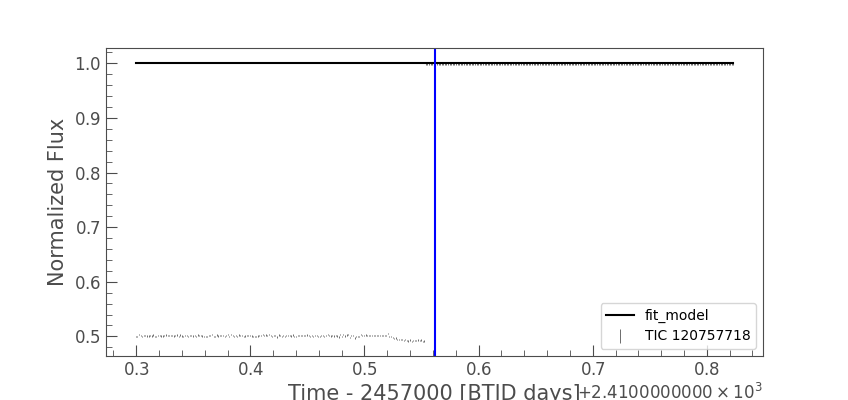 1.0
0.9
0.8
0.7
0.6
0.5
Normalized Flux
fit_model
TIC 120757718
0.3 0.4 0.5 0.6 0.7 0.8
Time - 2457000 [BTJD days]
+2.4100000000 × 10³